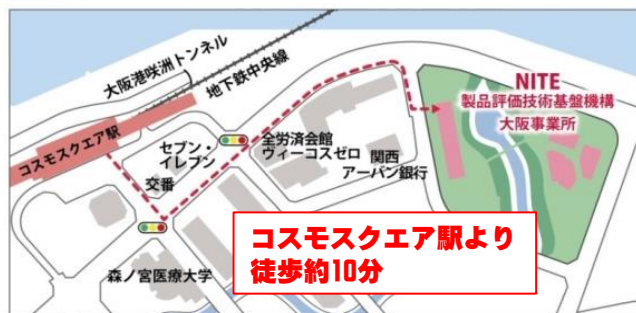 大阪港咲洲トンネル
地下鉄中央線
コスモスクエア駅
NITE
製品評価技術基盤機構
大阪事業所
セブン・
イレブン
交番
全労済会館
ヴィーコスゼロ
関西
アーバン銀行
森ノ宮医療大学
コスモスクエア駅より
徒歩約10分